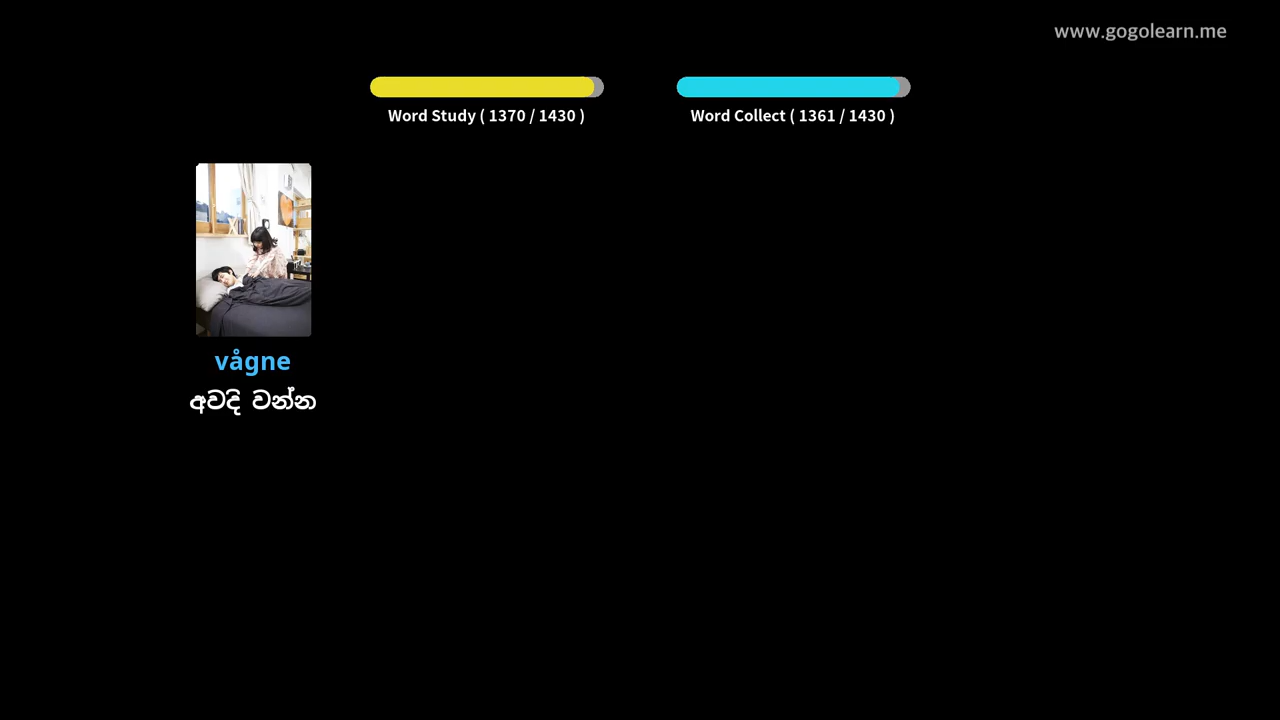 www.gogolearn.me
Word Study ( 1370 / 1430 )
Word Collect ( 1361 / 1430 )
vågne
අවදි වන්න